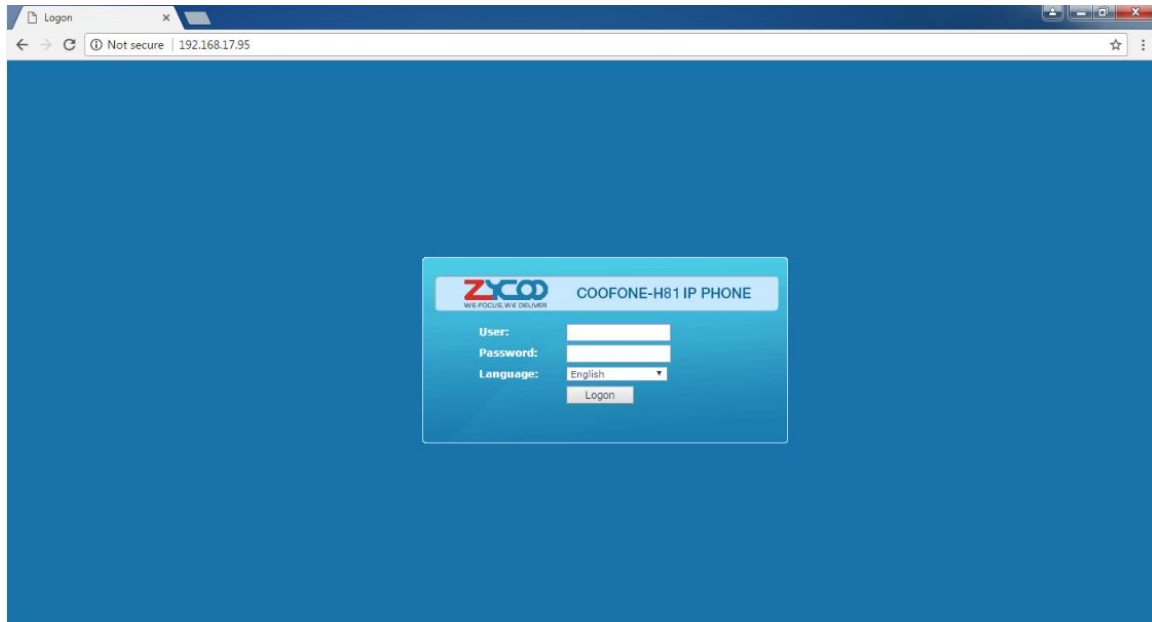 Logon
Not secure | 192.168.17.95
ZYCOO COOFONE-H81 IP PHONE
WE FOCUS, WE DELIVER
User:
Password:
Language: English
Logon